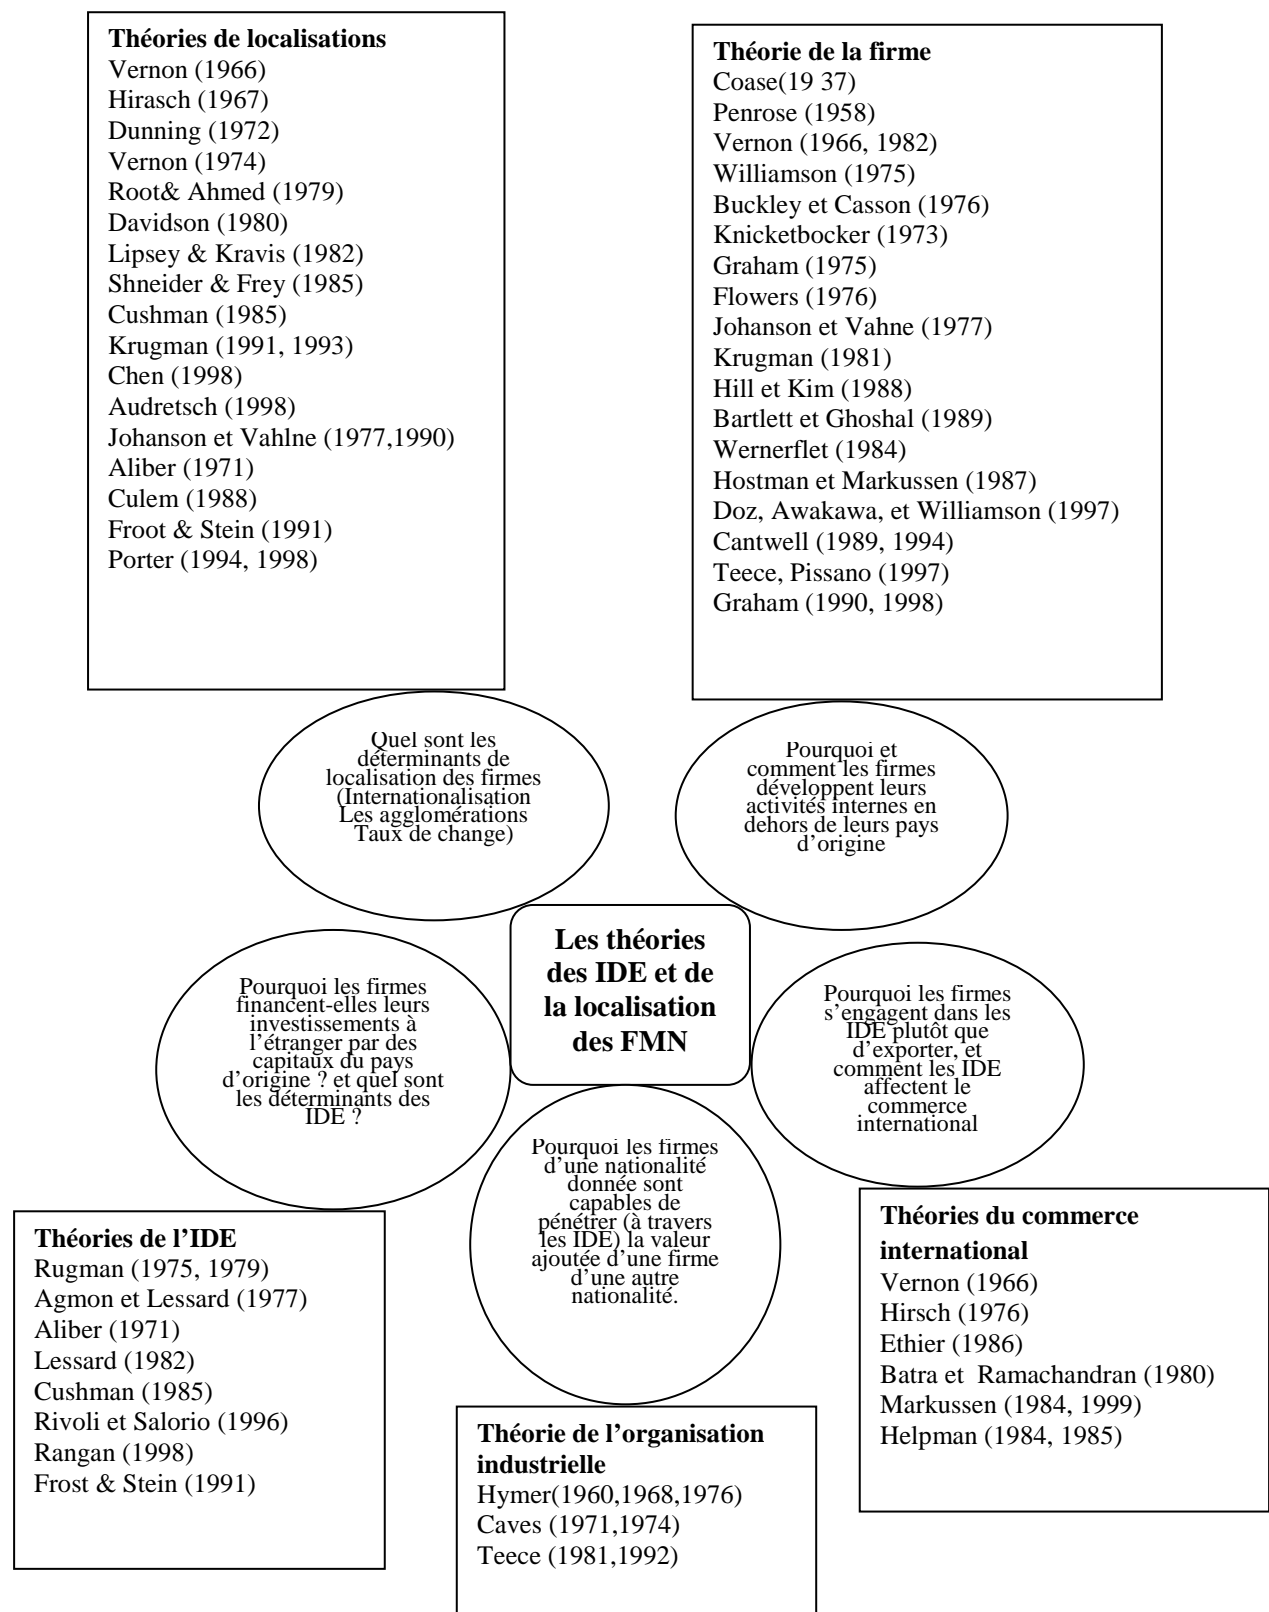 Théories de localisations
Vernon (1966)
Hirasch (1967)
Dunning (1972)
Vernon (1974)
Root& Ahmed (1979)
Davidson (1980)
Lipsey & Kravis (1982)
Shneider & Frey (1985)
Cushman (1985)
Krugman (1991, 1993)
Chen (1998)
Audretsch (1998)
Johanson et Vahlne (1977,1990)
Aliber (1971)
Culem (1988)
Froot & Stein (1991)
Porter (1994, 1998)
Théorie de la firme
Coase(19 37)
Penrose (1958)
Vernon (1966, 1982)
Williamson (1975)
Buckley et Casson (1976)
Knicketbocker (1973)
Graham (1975)
Flowers (1976)
Johanson et Vahne (1977)
Krugman (1981)
Hill et Kim (1988)
Bartlett et Ghoshal (1989)
Wernerflet (1984)
Hostman et Markussen (1987)
Doz, Awakawa, et Williamson (1997)
Cantwell (1989, 1994)
Teece, Pissano (1997)
Graham (1990, 1998)
Quel sont les
déterminants de
localisation des firmes
(Internationalisation
Les agglomérations
Taux de change)
Pourquoi et
comment les firmes
développent leurs
activités internes en
dehors de leurs pays
d’origine
Les théories
des IDE et de
la localisation
des FMN
Pourquoi les firmes
financent-elles leurs
investissements à
l’étranger par des
capitaux du pays
d’origine ? et quel sont
les déterminants des
IDE ?
Pourquoi les firmes
s’engagent dans les
IDE plutôt que
d’exporter, et
comment les IDE
affectent le
commerce
international
Pourquoi les firmes
d’une nationalité
donnée sont
capables de
pénétrer (à travers
les IDE) la valeur
ajoutée d’une firme
d’une autre
nationalité.
Théories de l’IDE
Rugman (1975, 1979)
Agmon et Lessard (1977)
Aliber (1971)
Lessard (1982)
Cushman (1985)
Rivoli et Salorio (1996)
Rangan (1998)
Frost & Stein (1991)
Théorie de l’organisation
industrielle
Hymer(1960,1968,1976)
Caves (1971,1974)
Teece (1981,1992)
Théories du commerce
international
Vernon (1966)
Hirsch (1976)
Ethier (1986)
Batra et  Ramachandran (1980)
Markussen (1984, 1999)
Helpman (1984, 1985)